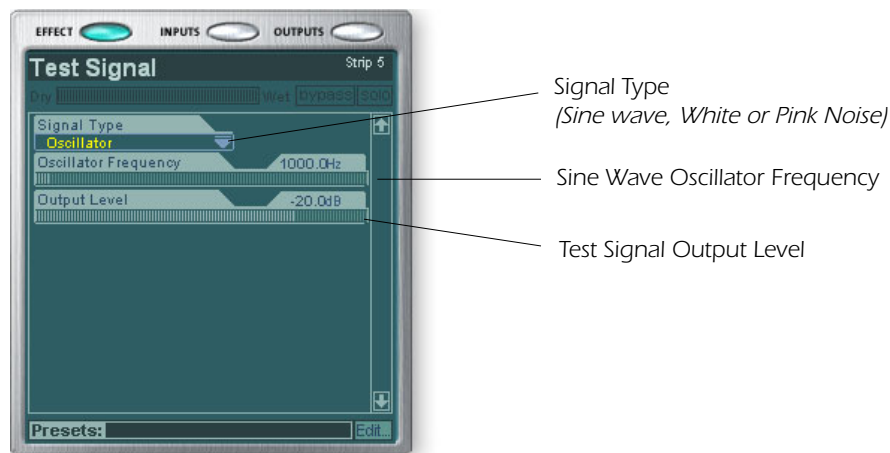 EFFECT INPUTS OUTPUTS
Test Signal Strip 5
Dry Wet bypass solo
Signal Type
Oscillator
Oscillator Frequency 1000.0Hz
Output Level -20.0dB
Presets: Edit...
Signal Type
(Sine wave, White or Pink Noise)
Sine Wave Oscillator Frequency
Test Signal Output Level